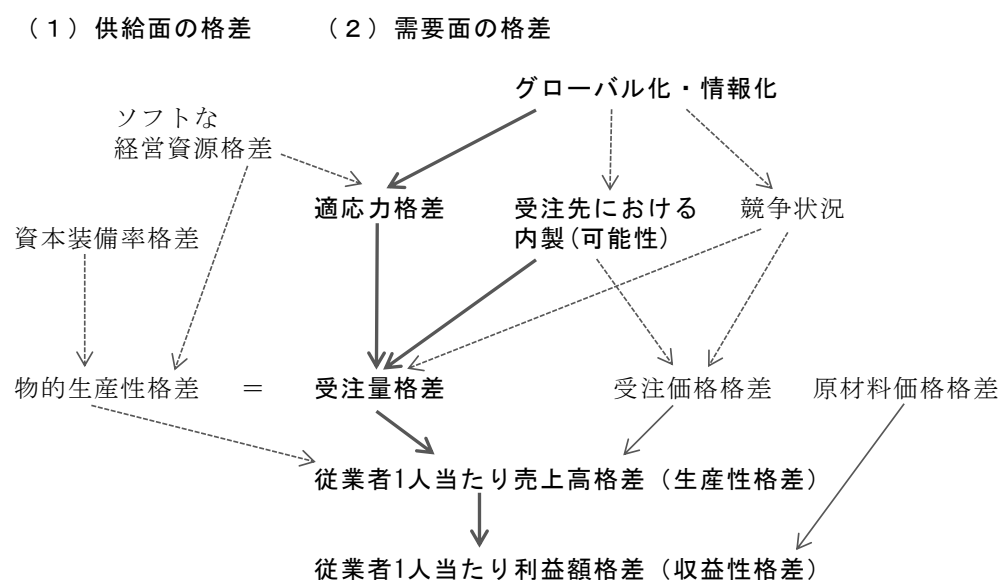 （１）供給面の格差　（２）需要面の格差
グローバル化・情報化
ソフトな
経営資源格差
適応力格差　受注先における　競争状況
内製(可能性)
資本装備率格差
物的生産性格差　＝　受注量格差　受注価格格差　原材料価格格差
従業者1人当たり売上高格差（生産性格差）
従業者1人当たり利益額格差（収益性格差）